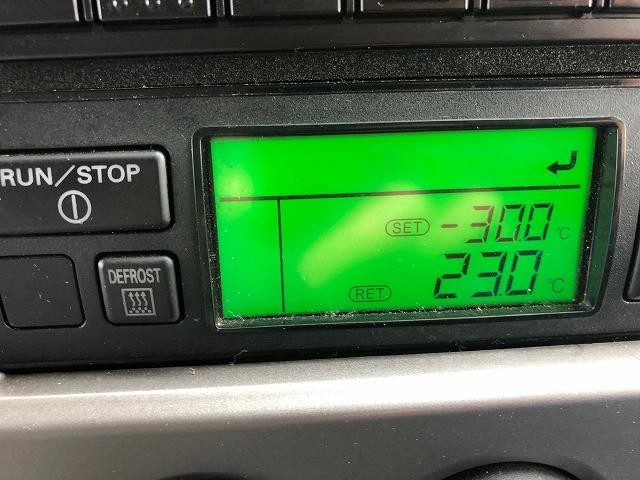 RUN/STOP
DEFROST
SET -30.0 °C
RET 23.0 °C